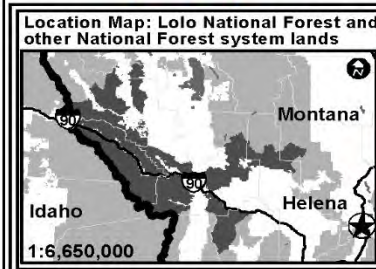 Location Map: Lolo National Forest and
other National Forest system lands
N
Montana
90
90
Idaho
Helena
1:6,650,000